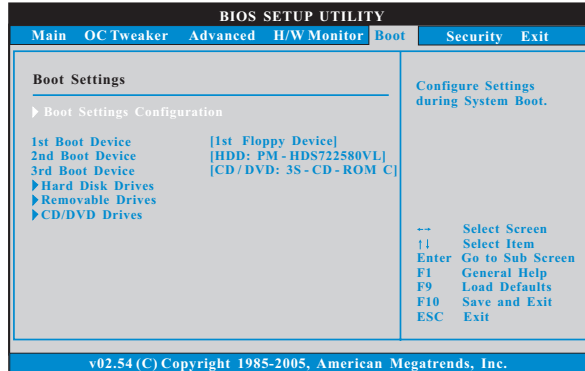 BIOS SETUP UTILITY
Main OC Tweaker Advanced H/W Monitor Boot Security Exit
Boot Settings
Boot Settings Configuration
1st Boot Device [1st Floppy Device]
2nd Boot Device [HDD: PM-HDS722580VL]
3rd Boot Device [CD/DVD: 3S-CD-ROM C]
Hard Disk Drives
Removable Drives
CD/DVD Drives
Configure Settings
during System Boot.
←→ Select Screen
↑↓ Select Item
Enter Go to Sub Screen
F1 General Help
F9 Load Defaults
F10 Save and Exit
ESC Exit
v02.54 (C) Copyright 1985-2005, American Megatrends, Inc.